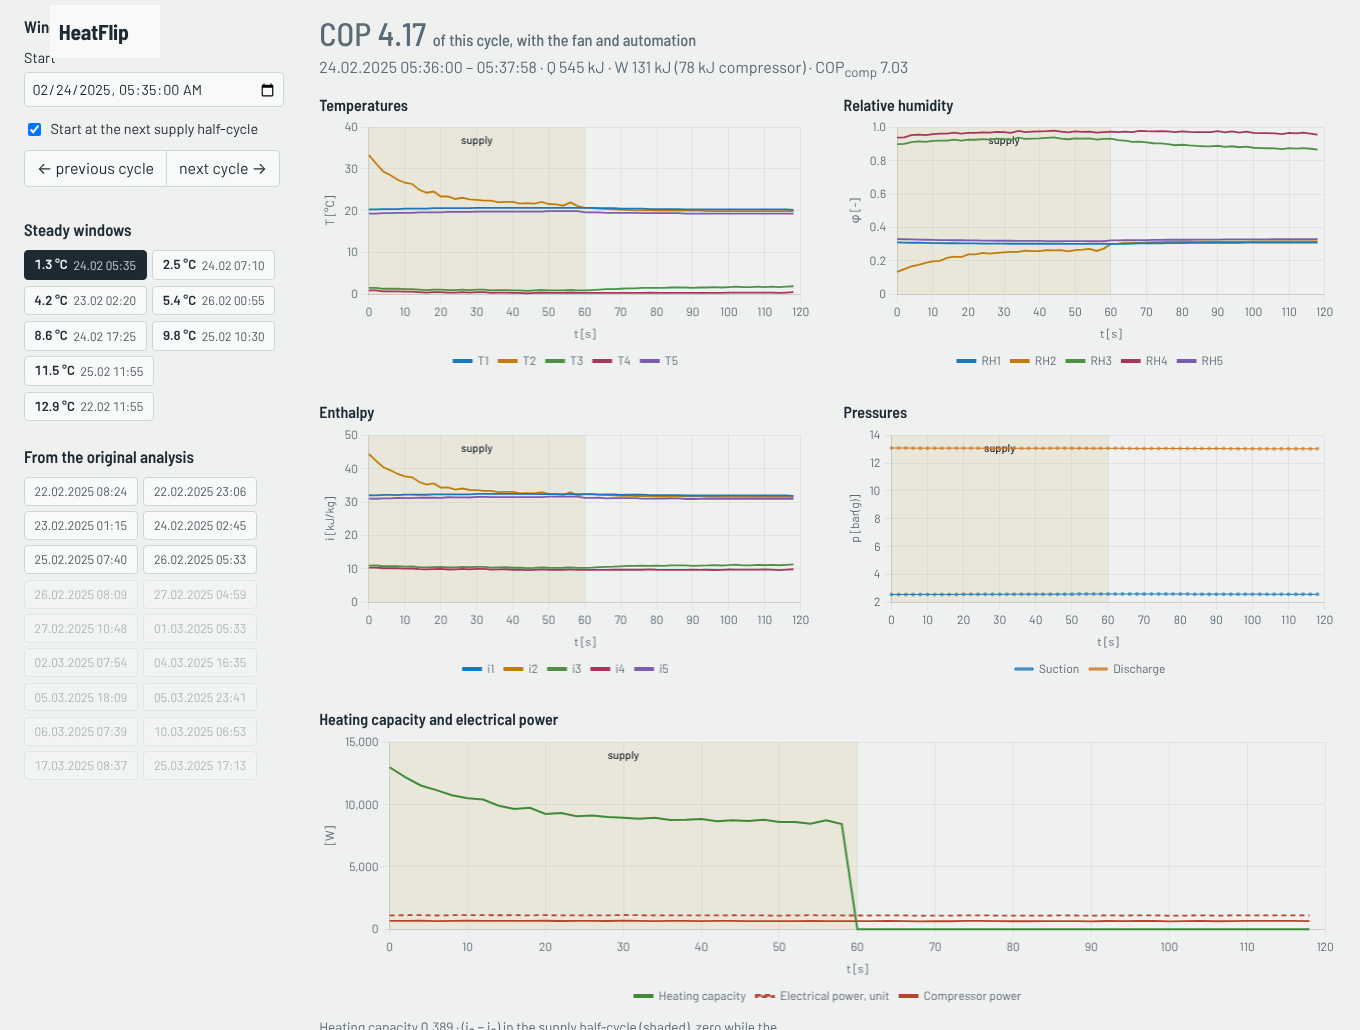 Win
HeatFlip
Start
02/24/2025, 05:35:00 AM
Start at the next supply half-cycle
← previous cycle
next cycle →
Steady windows
1.3 °C 24.02 05:35
2.5 °C 24.02 07:10
4.2 °C 23.02 02:20
5.4 °C 26.02 00:55
8.6 °C 24.02 17:25
9.8 °C 25.02 10:30
11.5 °C 25.02 11:55
12.9 °C 22.02 11:55
From the original analysis
22.02.2025 08:24
22.02.2025 23:06
23.02.2025 01:15
24.02.2025 02:45
25.02.2025 07:40
26.02.2025 05:33
26.02.2025 08:09
27.02.2025 04:59
27.02.2025 10:48
01.03.2025 05:33
02.03.2025 07:54
04.03.2025 16:35
05.03.2025 18:09
05.03.2025 23:41
06.03.2025 07:39
10.03.2025 06:53
17.03.2025 08:37
25.03.2025 17:13
COP 4.17 of this cycle, with the fan and automation
24.02.2025 05:36:00 – 05:37:58 · Q 545 kJ · W 131 kJ (78 kJ compressor) · COPcomp 7.03
Temperatures
40
30
20
10
0
T [°C]
supply
0 10 20 30 40 50 60 70 80 90 100 110 120
t [s]
T1 T2 T3 T4 T5
Relative humidity
1.0
0.8
0.6
0.4
0.2
0
φ [-]
supply
0 10 20 30 40 50 60 70 80 90 100 110 120
t [s]
RH1 RH2 RH3 RH4 RH5
Enthalpy
50
40
30
20
10
0
i [kJ/kg]
supply
0 10 20 30 40 50 60 70 80 90 100 110 120
t [s]
i1 i2 i3 i4 i5
Pressures
14
12
10
8
6
4
2
p [bar(g)]
supply
0 10 20 30 40 50 60 70 80 90 100 110 120
t [s]
Suction Discharge
Heating capacity and electrical power
15,000
10,000
5,000
0
[W]
supply
0 10 20 30 40 50 60 70 80 90 100 110 120
t [s]
Heating capacity Electrical power, unit Compressor power
Heating capacity 0.389 · (i₂ − i₄) in the supply half-cycle (shaded), zero while the